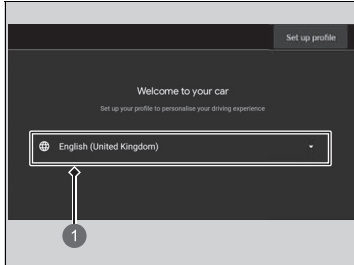 Set up profile
Welcome to your car
Set up your profile to personalise your driving experience
English (United Kingdom)
1